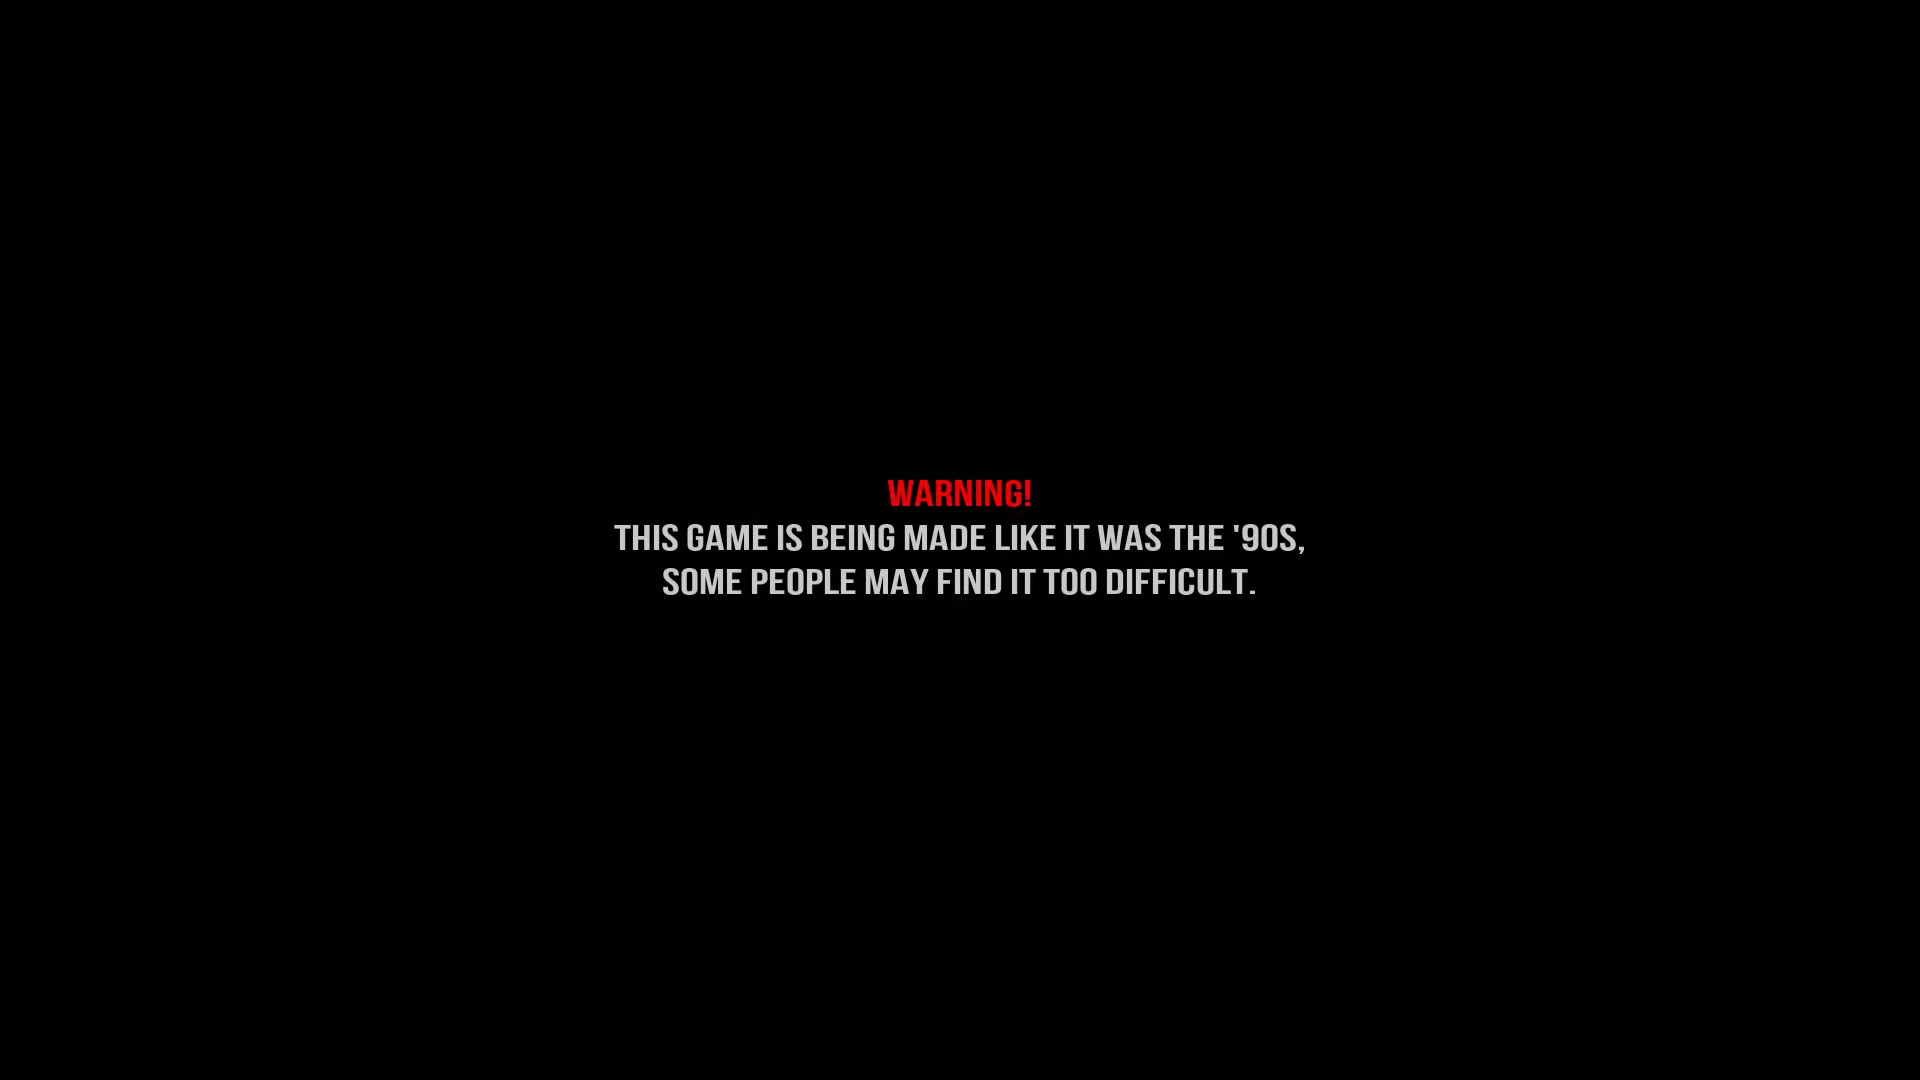 WARNING!
THIS GAME IS BEING MADE LIKE IT WAS THE '90S,
SOME PEOPLE MAY FIND IT TOO DIFFICULT.